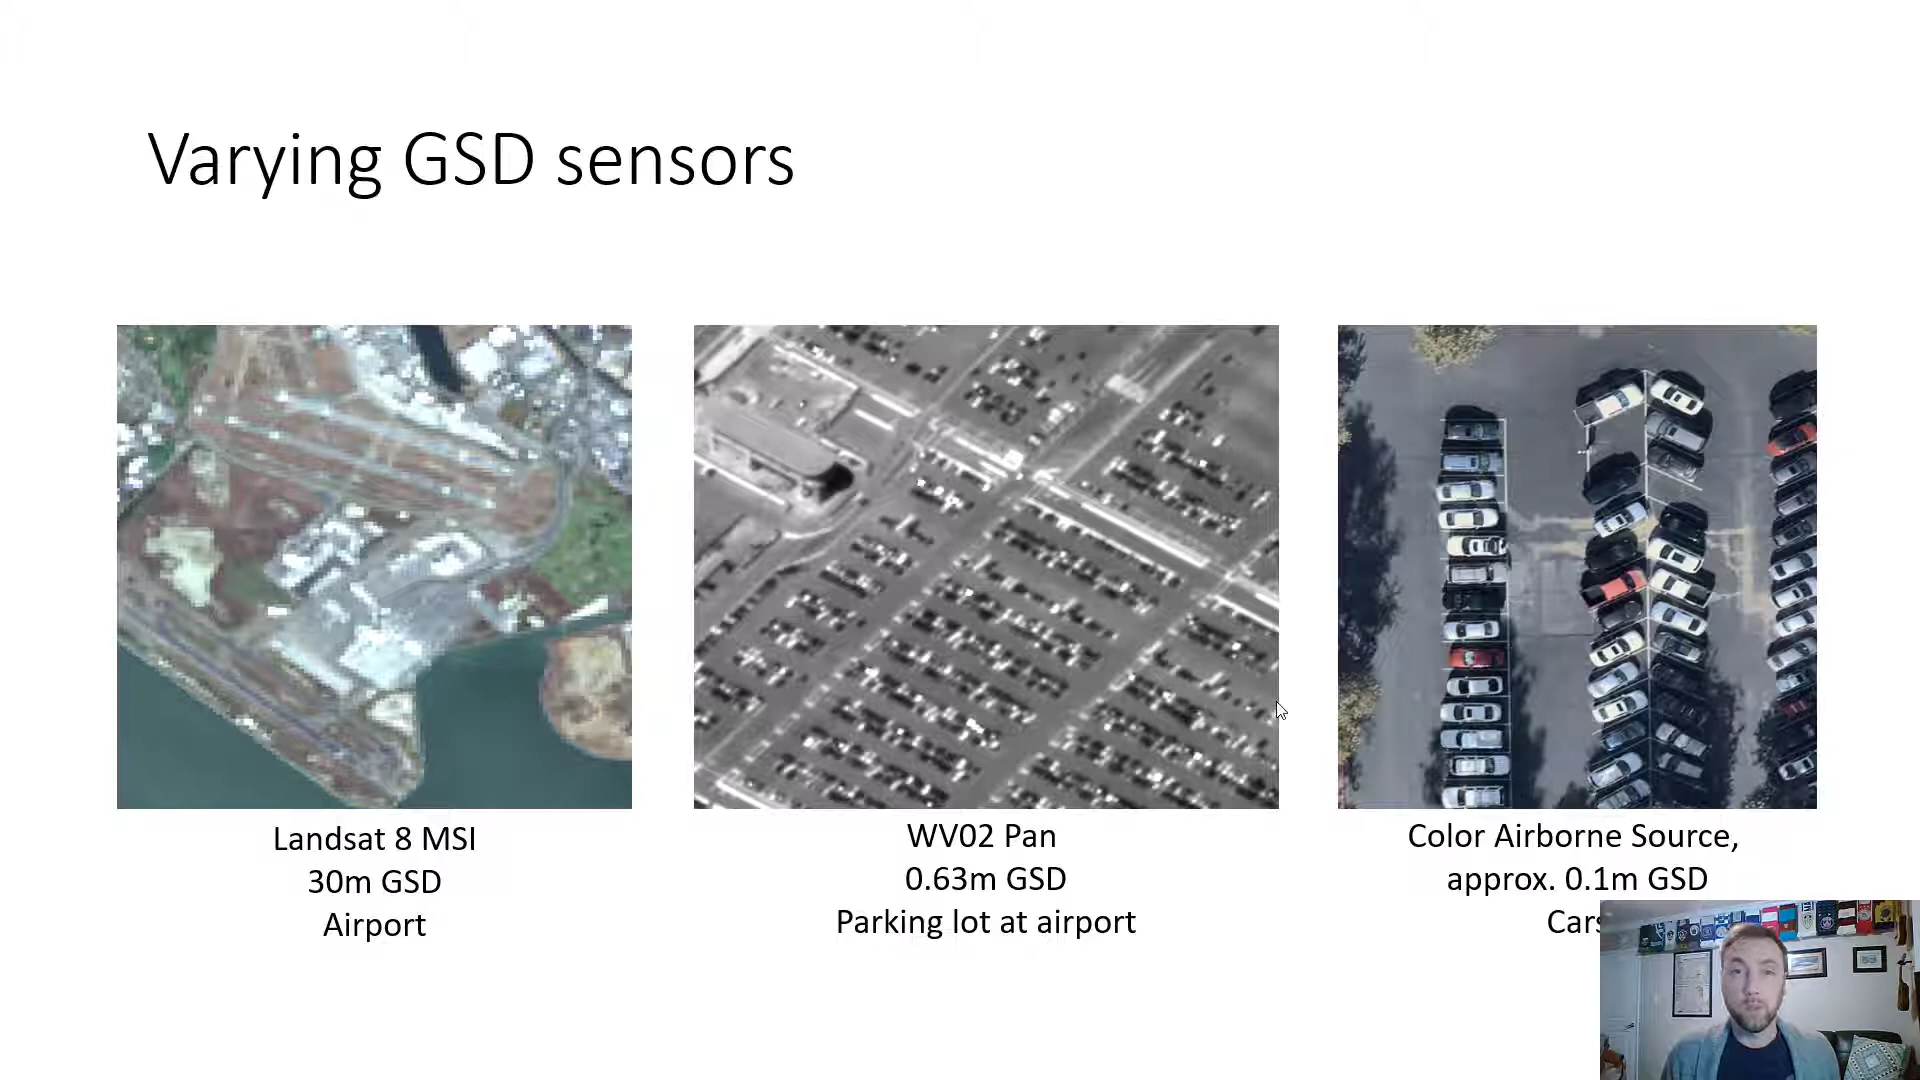 Varying GSD sensors
Landsat 8 MSI
30m GSD
Airport
WV02 Pan
0.63m GSD
Parking lot at airport
Color Airborne Source,
approx. 0.1m GSD
Cars